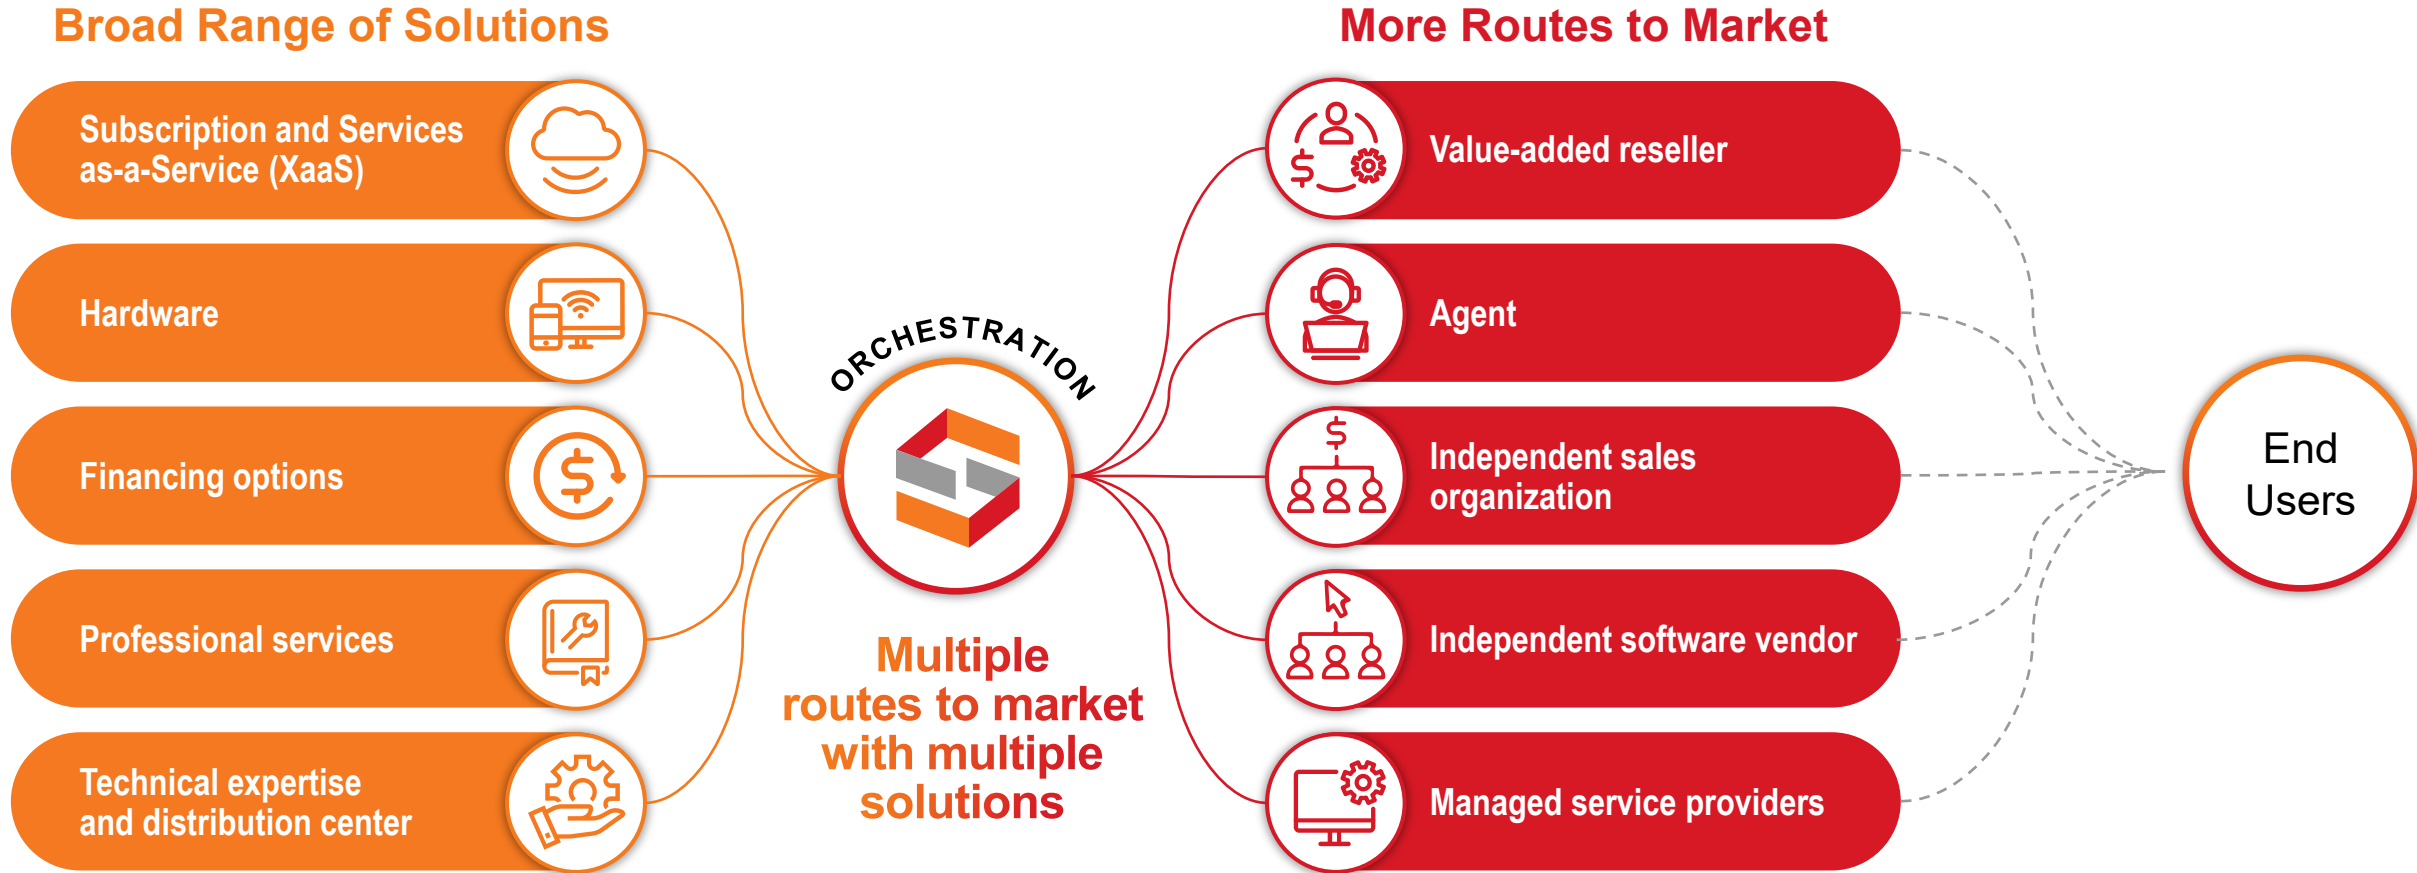 Broad Range of Solutions
Subscription and Services
as-a-Service (XaaS)
Hardware
Financing options
Professional services
Technical expertise
and distribution center
ORCHESTRATION
Multiple
routes to market
with multiple
solutions
More Routes to Market
Value-added reseller
Agent
Independent sales
organization
Independent software vendor
Managed service providers
End
Users